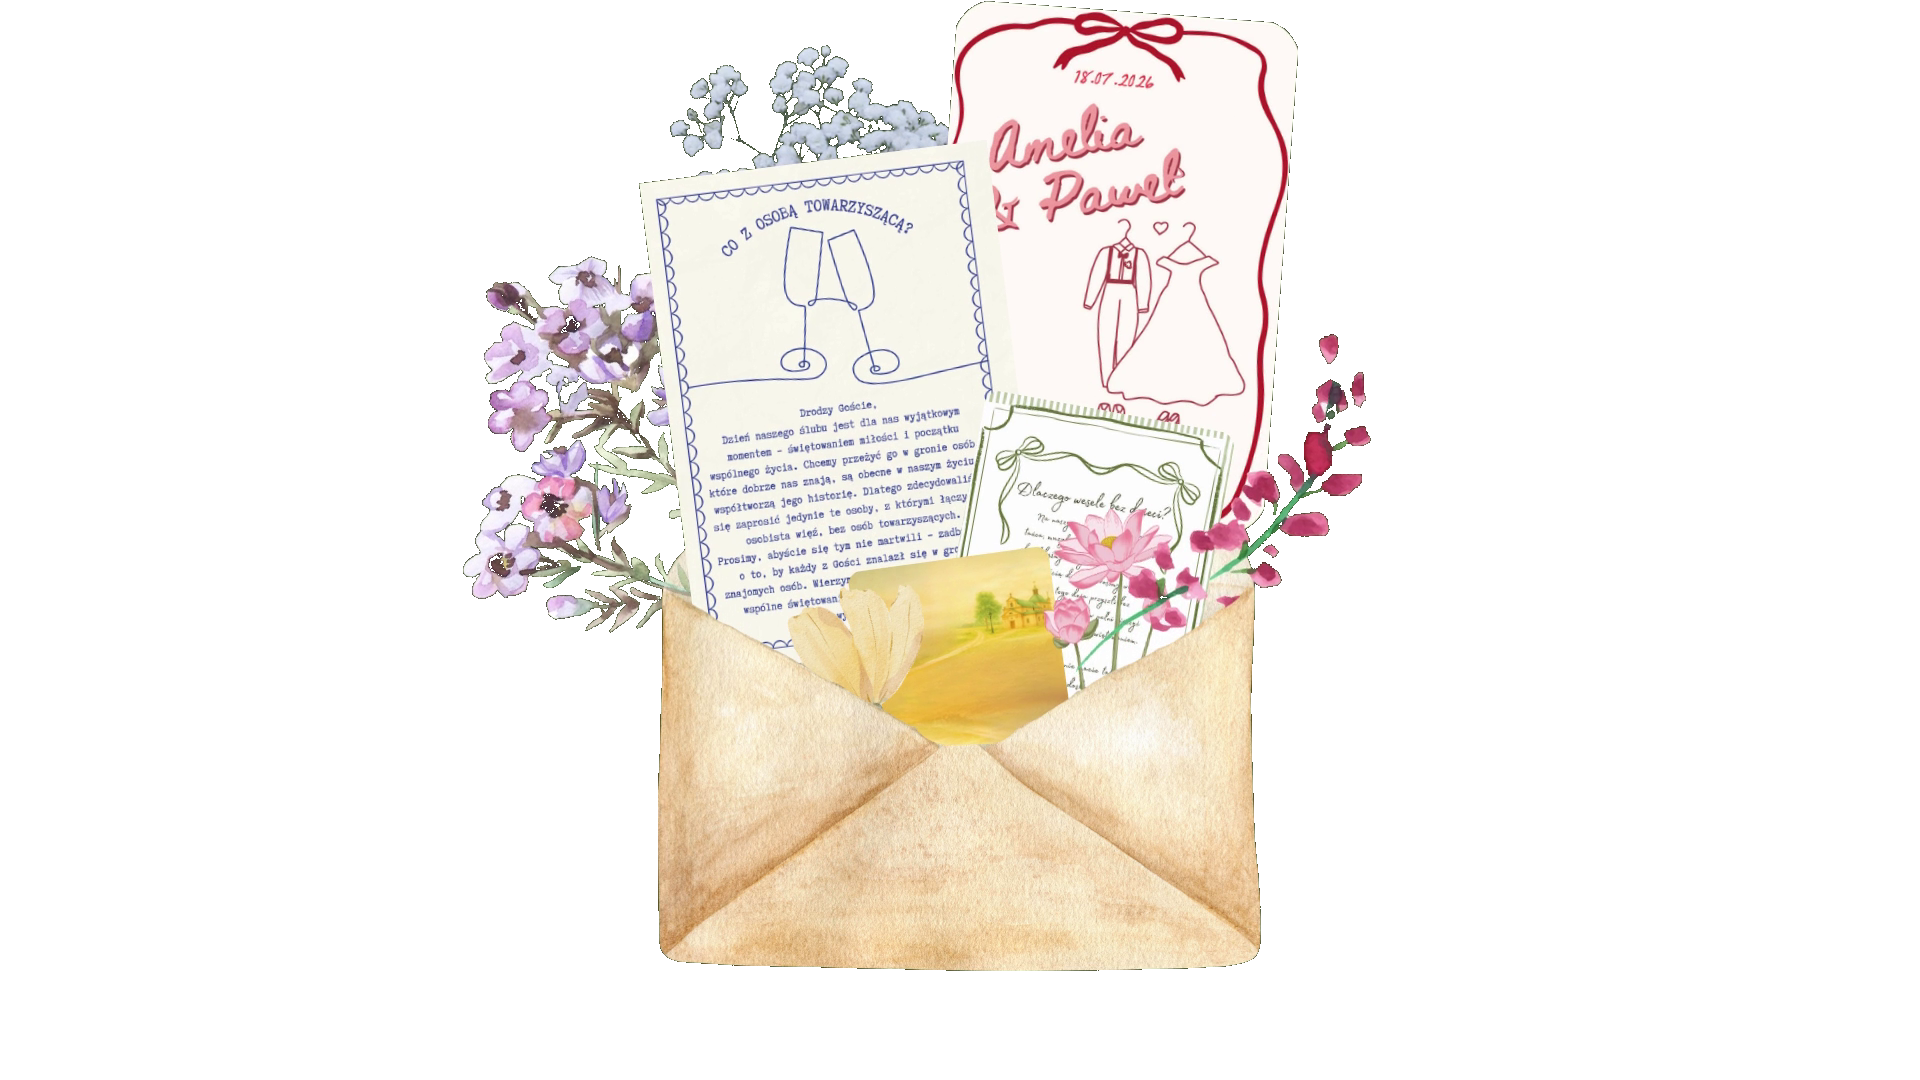 18.07.2026
Amelia
& Paweł
CO Z OSOBĄ TOWARZYSZĄCĄ?
Drodzy Goście,
Dzień naszego ślubu jest dla nas wyjątkowym
momentem - świętowaniem miłości i początku
wspólnego życia. Chcemy przeżyć go w gronie osób
które dobrze nas znają, są obecne w naszym życiu
współtworzą jego historię. Dlatego zdecydowaliś
się zaprosić jedynie te osoby, z którymi łączy
osobista więź, bez osób towarzyszących.
Prosimy, abyście się tym nie martwili - zadb
o to, by każdy z Gości znalazł się w gro
znajomych osób. Wierzym
wspólne świętowan
Dlaczego wesele bez dzieci?